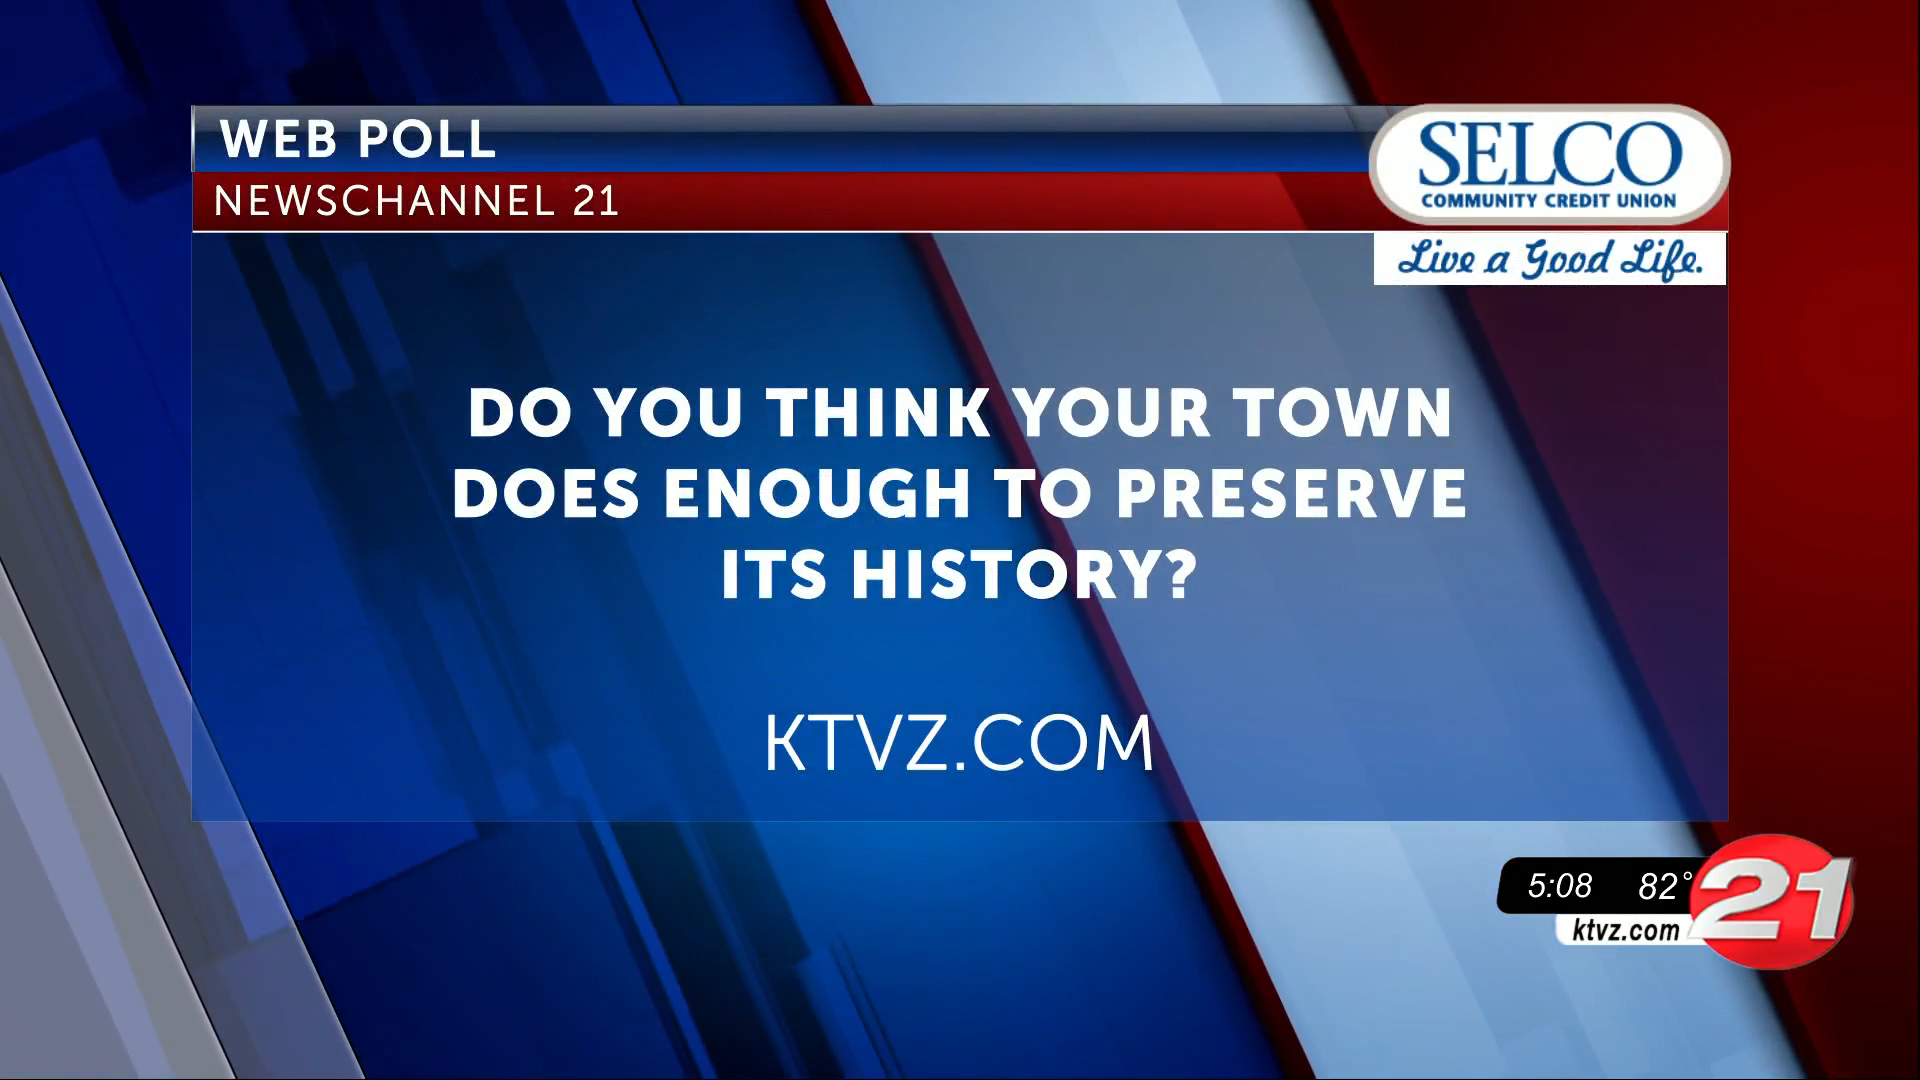 WEB POLL
NEWSCHANNEL 21
SELCO
COMMUNITY CREDIT UNION
Live a Good Life.
DO YOU THINK YOUR TOWN
DOES ENOUGH TO PRESERVE
ITS HISTORY?
KTVZ.COM
5:08 82°
ktvz.com
21